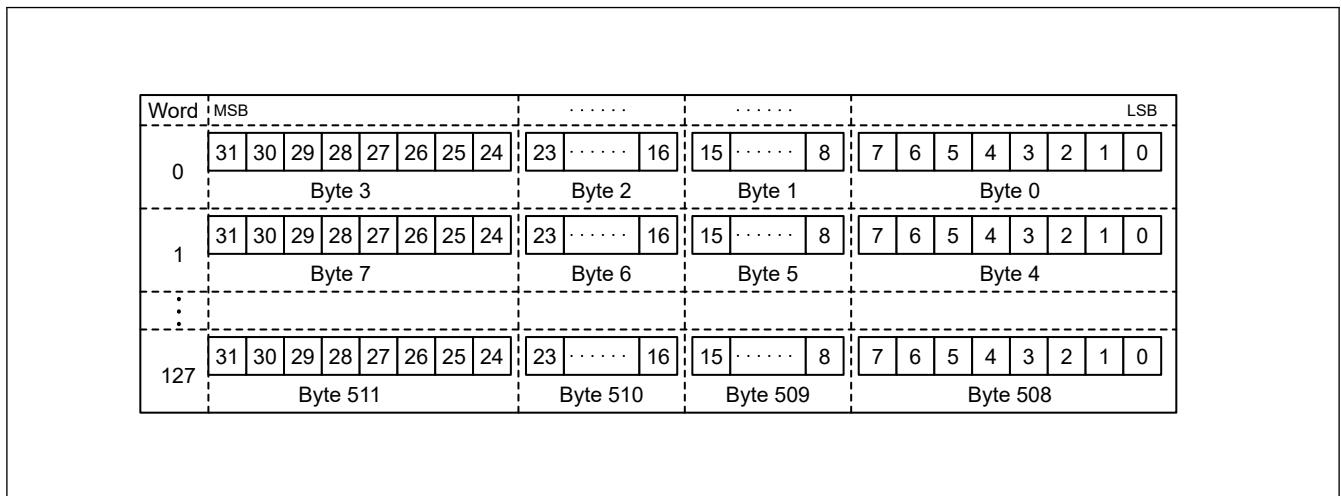 Word MSB ······ ······ LSB
0 31 30 29 28 27 26 25 24 23 ······ 16 15 ······ 8 7 6 5 4 3 2 1 0
Byte 3 Byte 2 Byte 1 Byte 0
1 31 30 29 28 27 26 25 24 23 ······ 16 15 ······ 8 7 6 5 4 3 2 1 0
Byte 7 Byte 6 Byte 5 Byte 4
⋮
127 31 30 29 28 27 26 25 24 23 ······ 16 15 ······ 8 7 6 5 4 3 2 1 0
Byte 511 Byte 510 Byte 509 Byte 508